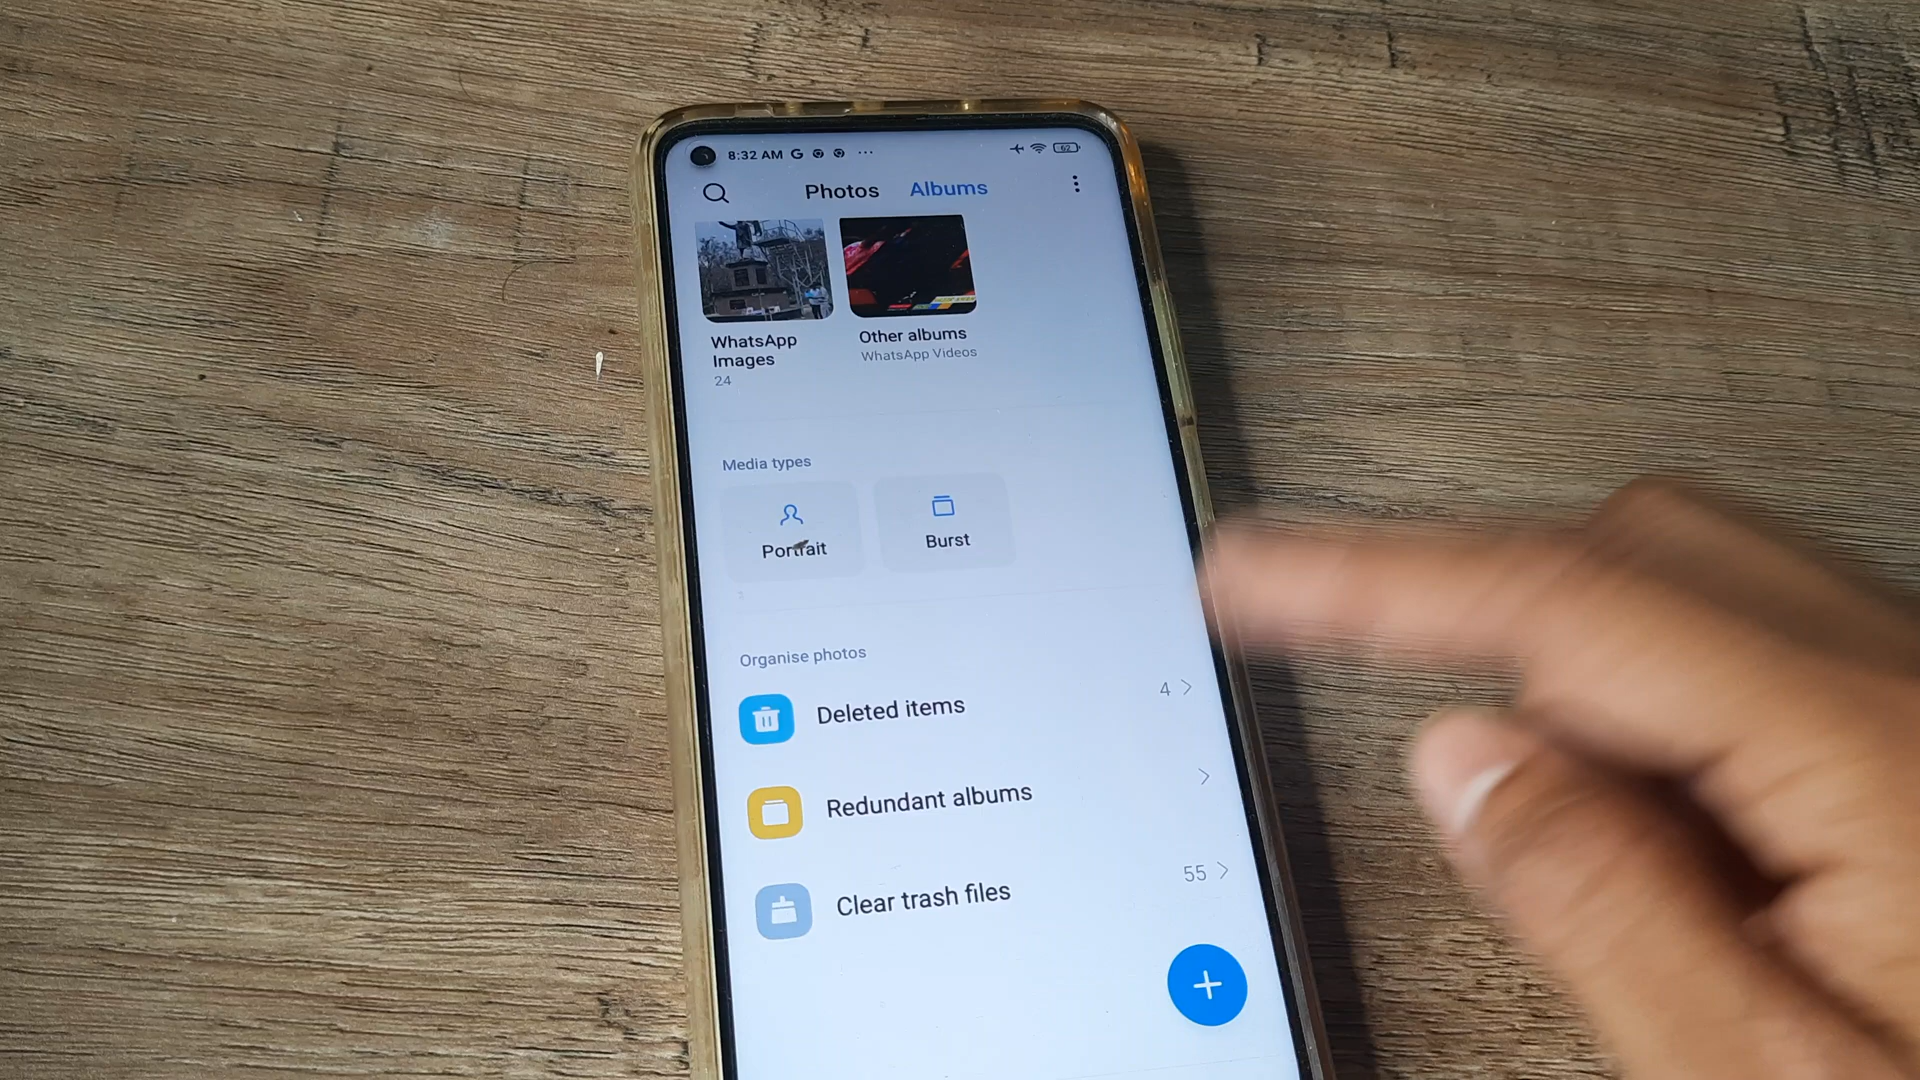 8:32 AM G ··· 62
Photos Albums
WhatsApp Images
24
Other albums
WhatsApp Videos
Media types
Portrait
Burst
Organise photos
Deleted items 4
Redundant albums
Clear trash files 55